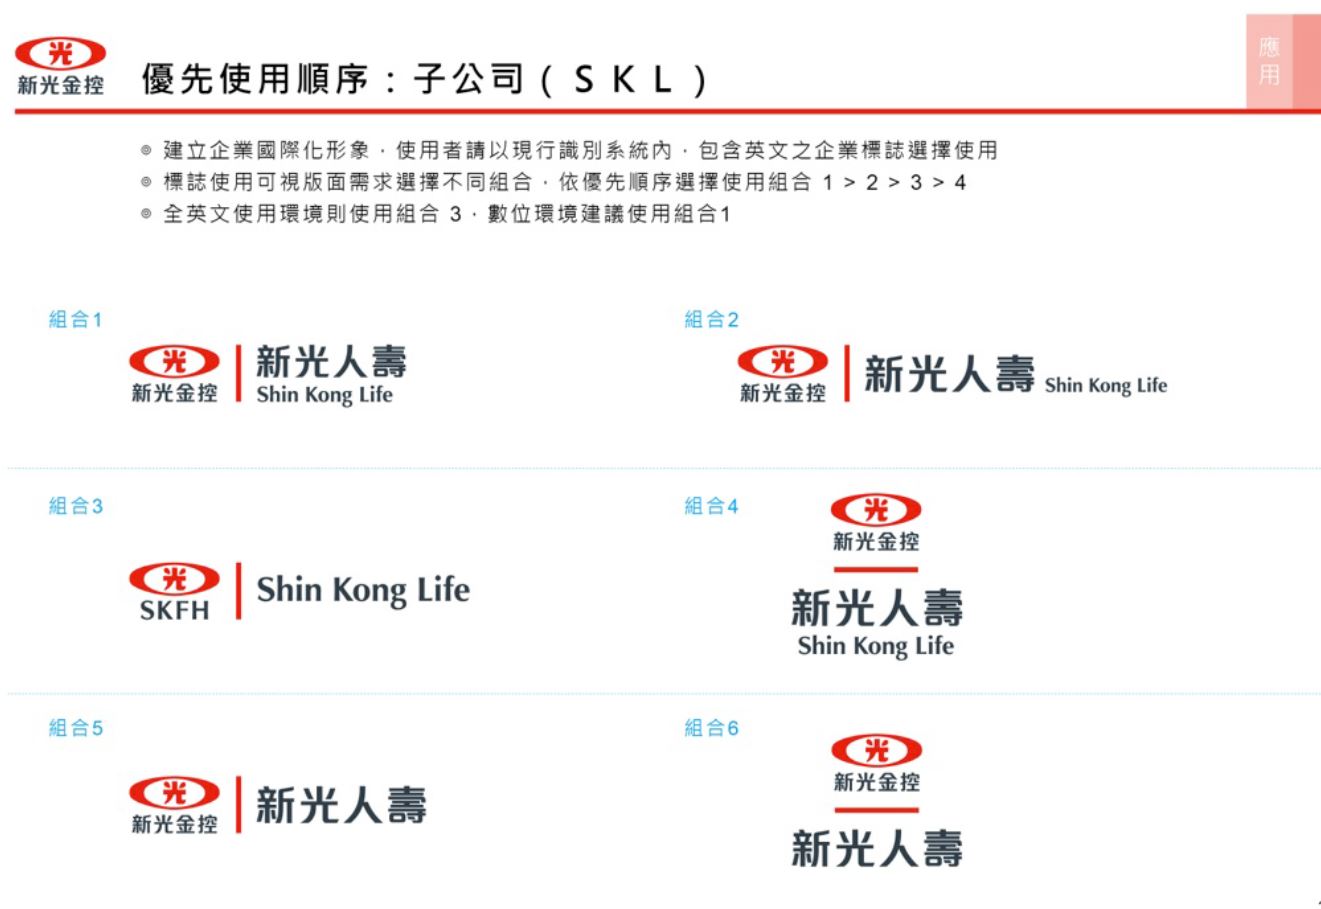 光
新光金控
優先使用順序：子公司（SKL）
應用
◎ 建立企業國際化形象，使用者請以現行識別系統內，包含英文之企業標誌選擇使用
◎ 標誌使用可視版面需求選擇不同組合，依優先順序選擇使用組合 1 > 2 > 3 > 4
◎ 全英文使用環境則使用組合 3，數位環境建議使用組合1
組合1
光
新光金控
新光人壽
Shin Kong Life
組合2
光
新光金控
新光人壽 Shin Kong Life
組合3
光
SKFH
Shin Kong Life
組合4
光
新光金控
新光人壽
Shin Kong Life
組合5
光
新光金控
新光人壽
組合6
光
新光金控
新光人壽